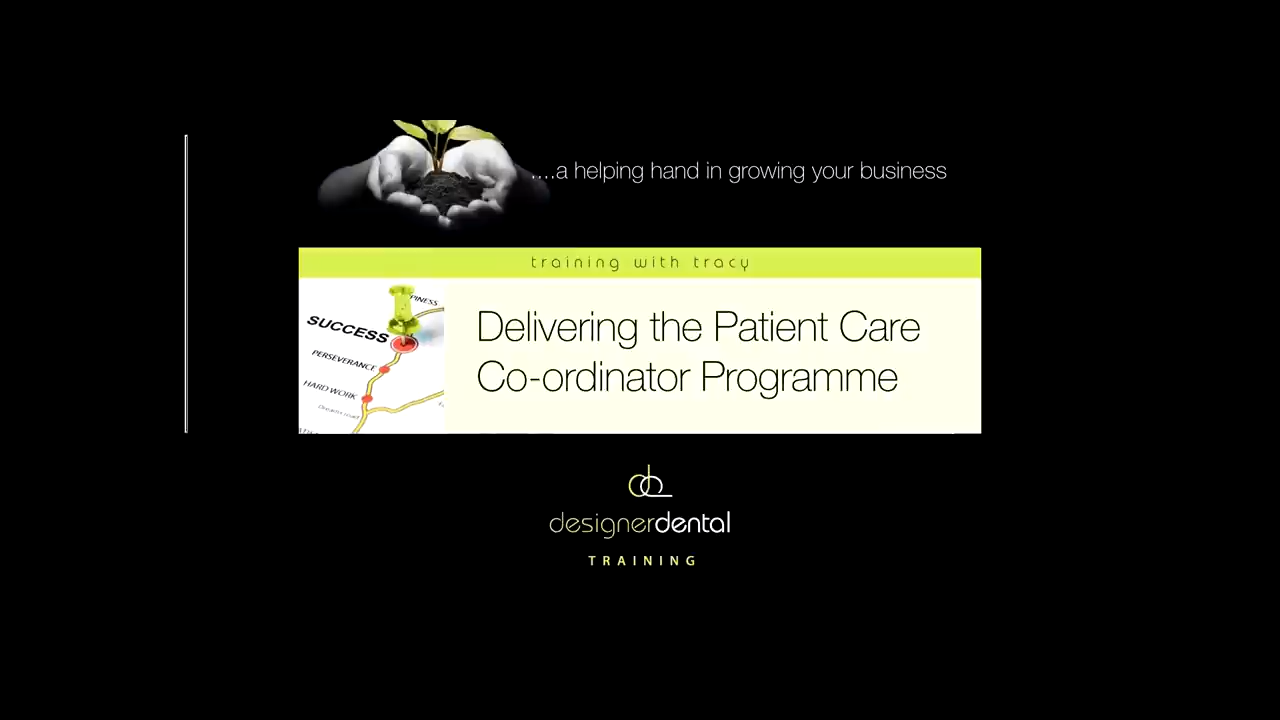 ....a helping hand in growing your business
training with tracy
Delivering the Patient Care
Co-ordinator Programme
SUCCESS
PERSEVERANCE
HARD WORK
designerdental
TRAINING